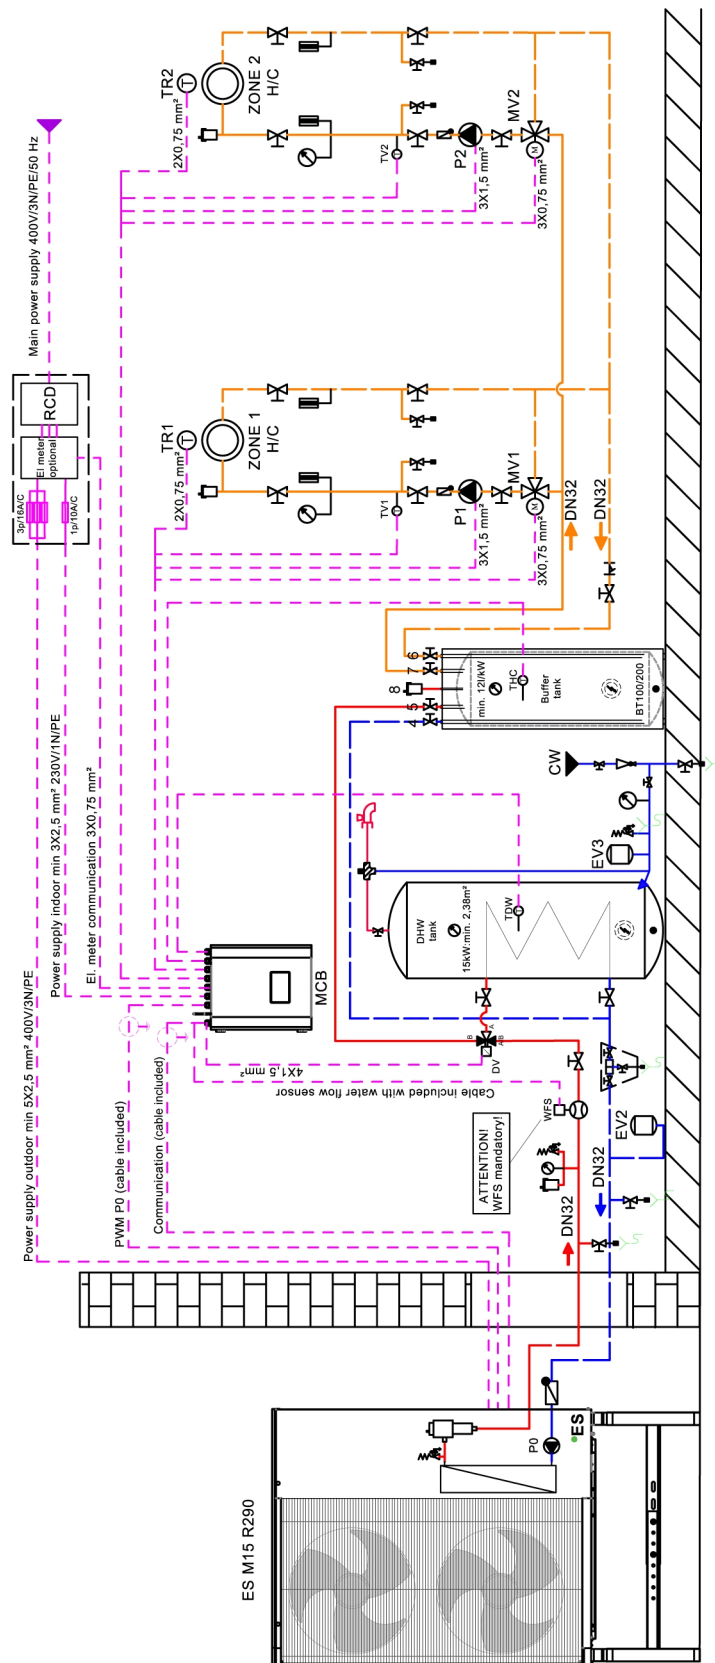 Main power supply 400V/3N/PE/50 Hz
RCD
El meter
optional
3p/16A/C
1p/10A/C
Power supply outdoor min 5X2,5 mm² 400V/3N/PE
Power supply indoor min 3X2,5 mm² 230V/1N/PE
El. meter communication 3X0,75 mm²
PWM P0 (cable included)
Communication (cable included)
4X1,5 mm²
Cable included with water flow sensor
MCB
TR2
T
2X0,75 mm²
ZONE 2
H/C
TV2
T
P2
3X1,5 mm²
MV2
M
3X0,75 mm²
TR1
T
2X0,75 mm²
ZONE 1
H/C
TV1
T
P1
3X1,5 mm²
MV1
M
3X0,75 mm²
DN32
DN32
4
5
8
7
6
min. 12l/kW
THC
T
Buffer
tank
BT100/200
CW
EV3
S
S
DHW
tank
15kW:min. 2,38m²
TDW
T
DV
B
A
A/B
WFS
ATTENTION!
WFS mandatory!
EV2
DN32
DN32
S
S
S
ES M15 R290
P0
ES